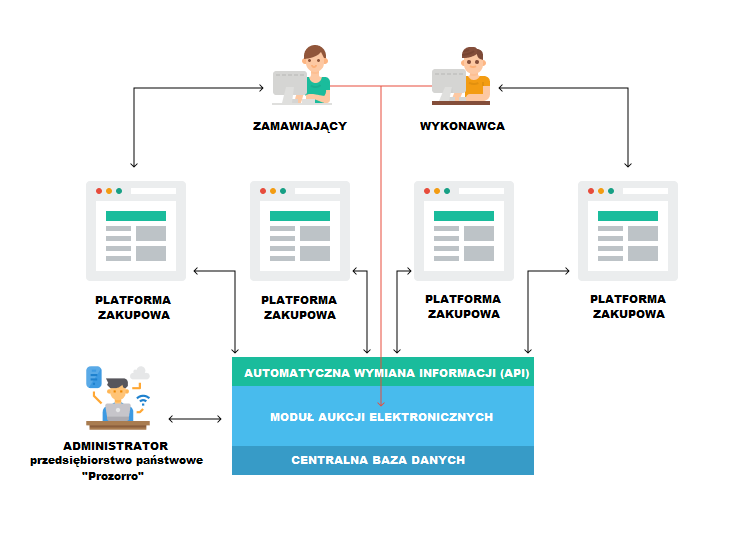 ZAMAWIAJĄCY
WYKONAWCA
PLATFORMA
ZAKUPOWA
PLATFORMA
ZAKUPOWA
PLATFORMA
ZAKUPOWA
PLATFORMA
ZAKUPOWA
AUTOMATYCZNA WYMIANA INFORMACJI (API)
MODUŁ AUKCJI ELEKTRONICZNYCH
CENTRALNA BAZA DANYCH
ADMINISTRATOR
przedsiębiorstwo państwowe
"Prozorro"